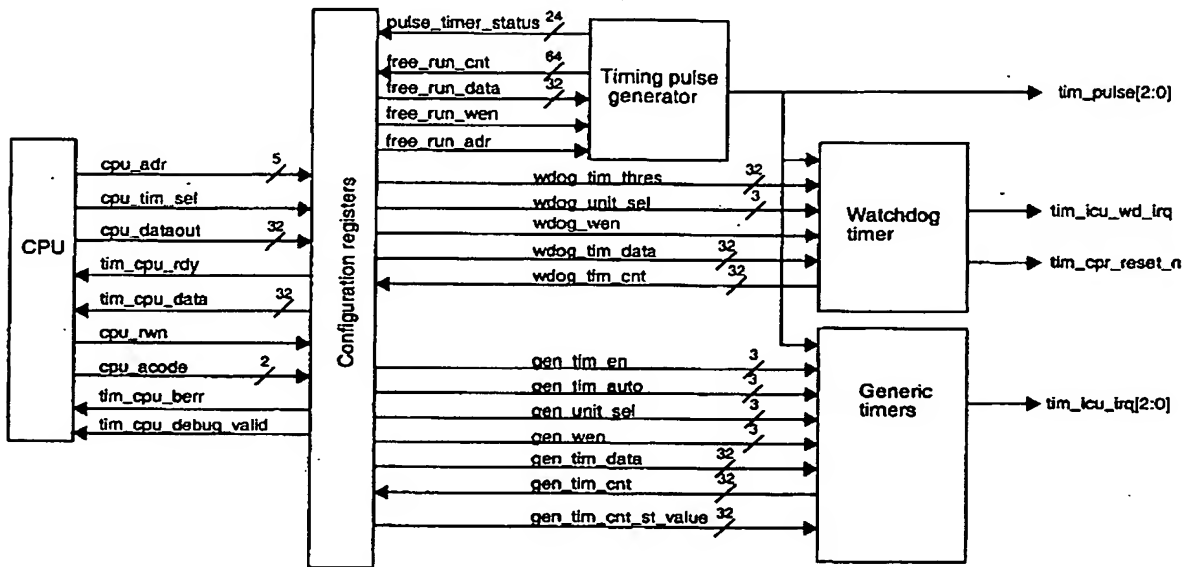 pulse_timer_status 24
free_run_cnt 64
free_run_data 32
free_run_wen
free_run_adr
Timing pulse
generator
tim_pulse[2:0]
CPU
cpu_adr 5
cpu_tim_sel
cpu_dataout 32
tim_cpu_rdy
tim_cpu_data 32
cpu_rwn
cpu_acode 2
tim_cpu_berr
tim_cpu_debug_valid
Configuration registers
wdog_tim_thres 32
wdog_unit_sel 3
wdog_wen
wdog_tim_data 32
wdog_tim_cnt 32
Watchdog
timer
tim_icu_wd_irq
tim_cpr_reset_n
gen_tim_en 3
gen_tim_auto 3
gen_unit_sel 3
gen_wen 3
gen_tim_data 32
gen_tim_cnt 32
gen_tim_cnt_st_value 32
Generic
timers
tim_icu_irq[2:0]